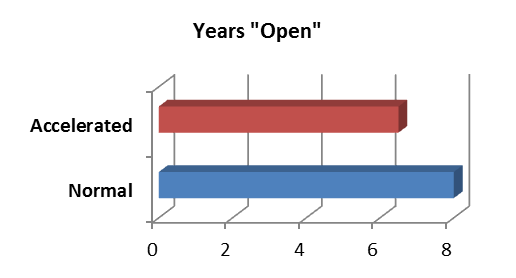 Years "Open"
Accelerated
Normal
0 2 4 6 8